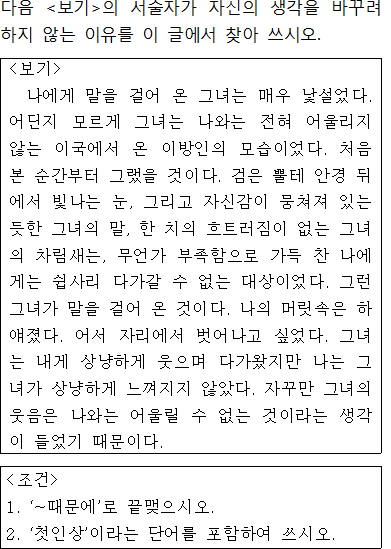 다음 <보기>의 서술자가 자신의 생각을 바꾸려
하지 않는 이유를 이 글에서 찾아 쓰시오.
<보기>
나에게 말을 걸어 온 그녀는 매우 낯설었다.
어딘지 모르게 그녀는 나와는 전혀 어울리지
않는 이국에서 온 이방인의 모습이었다. 처음
본 순간부터 그랬을 것이다. 검은 뿔테 안경 뒤
에서 빛나는 눈, 그리고 자신감이 뭉쳐져 있는
듯한 그녀의 말, 한 치의 흐트러짐이 없는 그녀
의 차림새는, 무언가 부족함으로 가득 찬 나에
게는 쉽사리 다가갈 수 없는 대상이었다. 그런
그녀가 말을 걸어 온 것이다. 나의 머릿속은 하
얘졌다. 어서 자리에서 벗어나고 싶었다. 그녀
는 내게 상냥하게 웃으며 다가왔지만 나는 그
녀가 상냥하게 느껴지지 않았다. 자꾸만 그녀의
웃음은 나와는 어울릴 수 없는 것이라는 생각
이 들었기 때문이다.
<조건>
1. ‘~때문에’로 끝맺으시오.
2. ‘첫인상’이라는 단어를 포함하여 쓰시오.